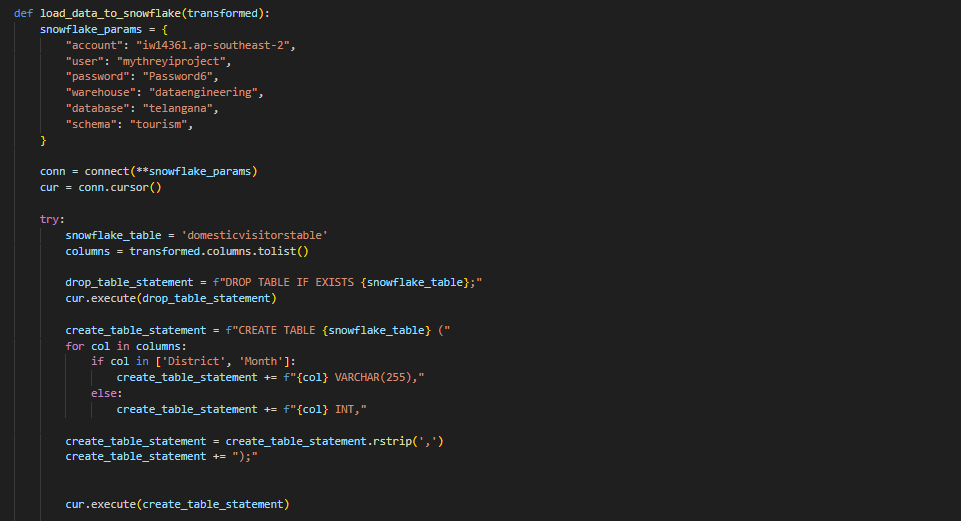 def load_data_to_snowflake(transformed):
    snowflake_params = {
        "account": "iw14361.ap-southeast-2",
        "user": "mythreyiproject",
        "password": "Password6",
        "warehouse": "dataengineering",
        "database": "telangana",
        "schema": "tourism",
    }
    conn = connect(**snowflake_params)
    cur = conn.cursor()
    try:
        snowflake_table = 'domesticvisitorstable'
        columns = transformed.columns.tolist()
        drop_table_statement = f"DROP TABLE IF EXISTS {snowflake_table};"
        cur.execute(drop_table_statement)
        create_table_statement = f"CREATE TABLE {snowflake_table} ("
        for col in columns:
            if col in ['District', 'Month']:
                create_table_statement += f"{col} VARCHAR(255),"
            else:
                create_table_statement += f"{col} INT,"
        create_table_statement = create_table_statement.rstrip(',')
        create_table_statement += ");"
        cur.execute(create_table_statement)